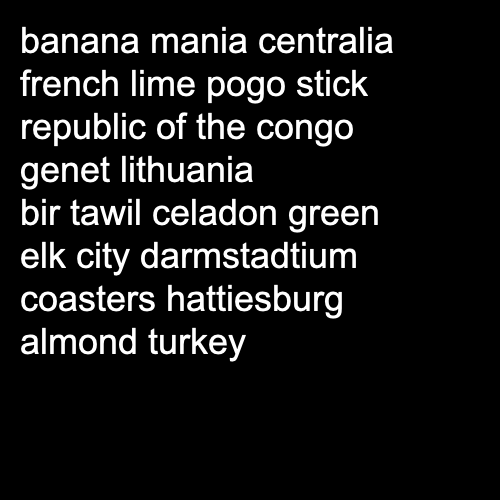 banana mania centralia
french lime pogo stick
republic of the congo
genet lithuania
bir tawil celadon green
elk city darmstadtium
coasters hattiesburg
almond turkey